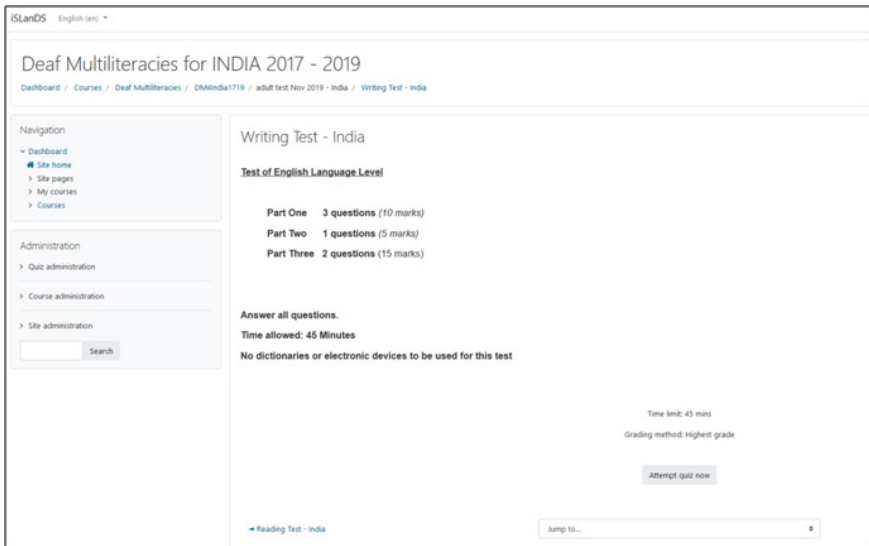 iSLanDS English (en)
Deaf Multiliteracies for INDIA 2017 - 2019
Dashboard / Courses / Deaf Multiliteracies / DM4India1719 / adult test Nov 2019 - India / Writing Test - India
Navigation
Dashboard
Site home
Site pages
My courses
Courses
Administration
Quiz administration
Course administration
Site administration
Search
Writing Test - India
Test of English Language Level
Part One 3 questions (10 marks)
Part Two 1 questions (5 marks)
Part Three 2 questions (15 marks)
Answer all questions.
Time allowed: 45 Minutes
No dictionaries or electronic devices to be used for this test
Time limit: 45 mins
Grading method: Highest grade
Attempt quiz now
◄ Reading Test - India
Jump to...